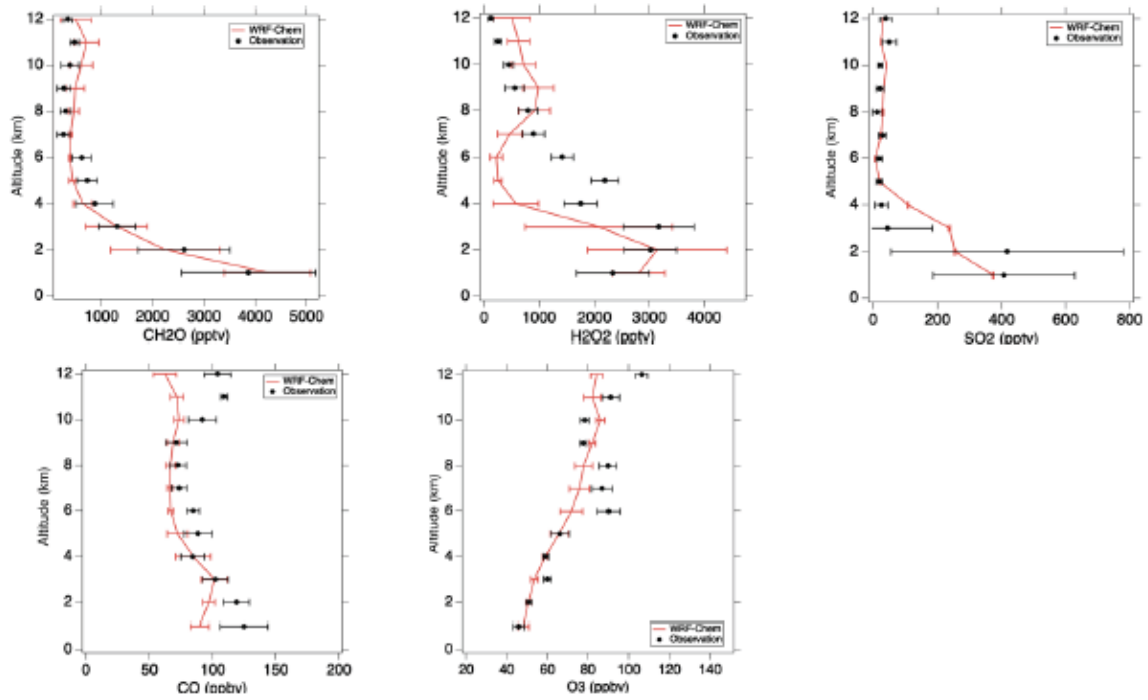 12
10
8
6
4
2
0
Altitude (km)
1000 2000 3000 4000 5000
CH2O (pptv)
WRF-Chem
Observation
12
10
8
6
4
2
0
Altitude (km)
0 1000 2000 3000 4000
H2O2 (pptv)
WRF-Chem
Observation
12
10
8
6
4
2
0
Altitude (km)
0 200 400 600 800
SO2 (pptv)
WRF-Chem
Observation
12
10
8
6
4
2
0
Altitude (km)
0 50 100 150 200
CO (ppbv)
WRF-Chem
Observation
12
10
8
6
4
2
0
Altitude (km)
20 40 60 80 100 120 140
O3 (ppbv)
WRF-Chem
Observation